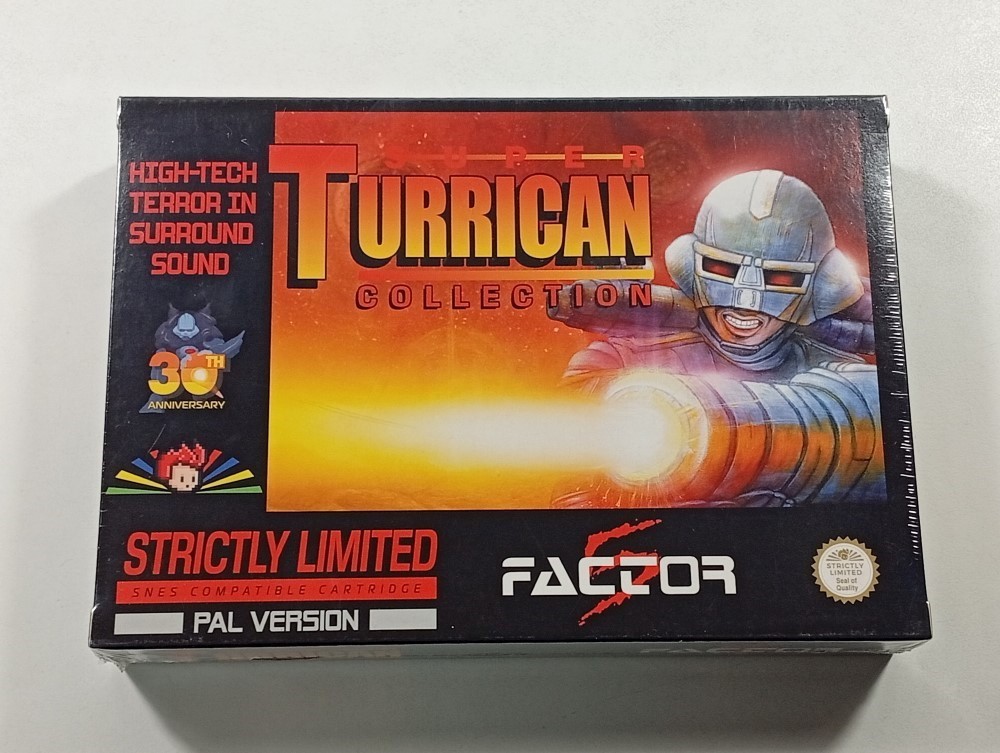 HIGH-TECH
TERROR IN
SURROUND
SOUND
30TH
ANNIVERSARY
SUPER
TURRICAN
COLLECTION
STRICTLY LIMITED
SNES COMPATIBLE CARTRIDGE
PAL VERSION
FACTOR 5
STRICTLY
LIMITED
Seal of
Quality